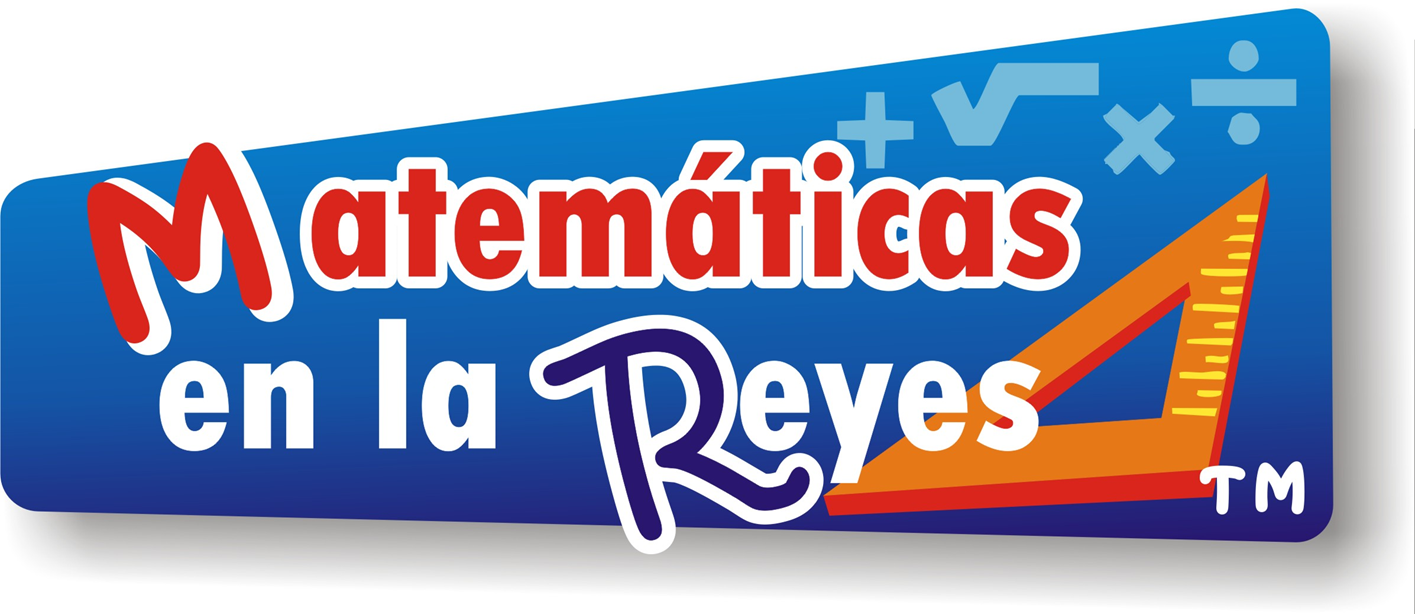 Matemáticas
en la Reyes
TM